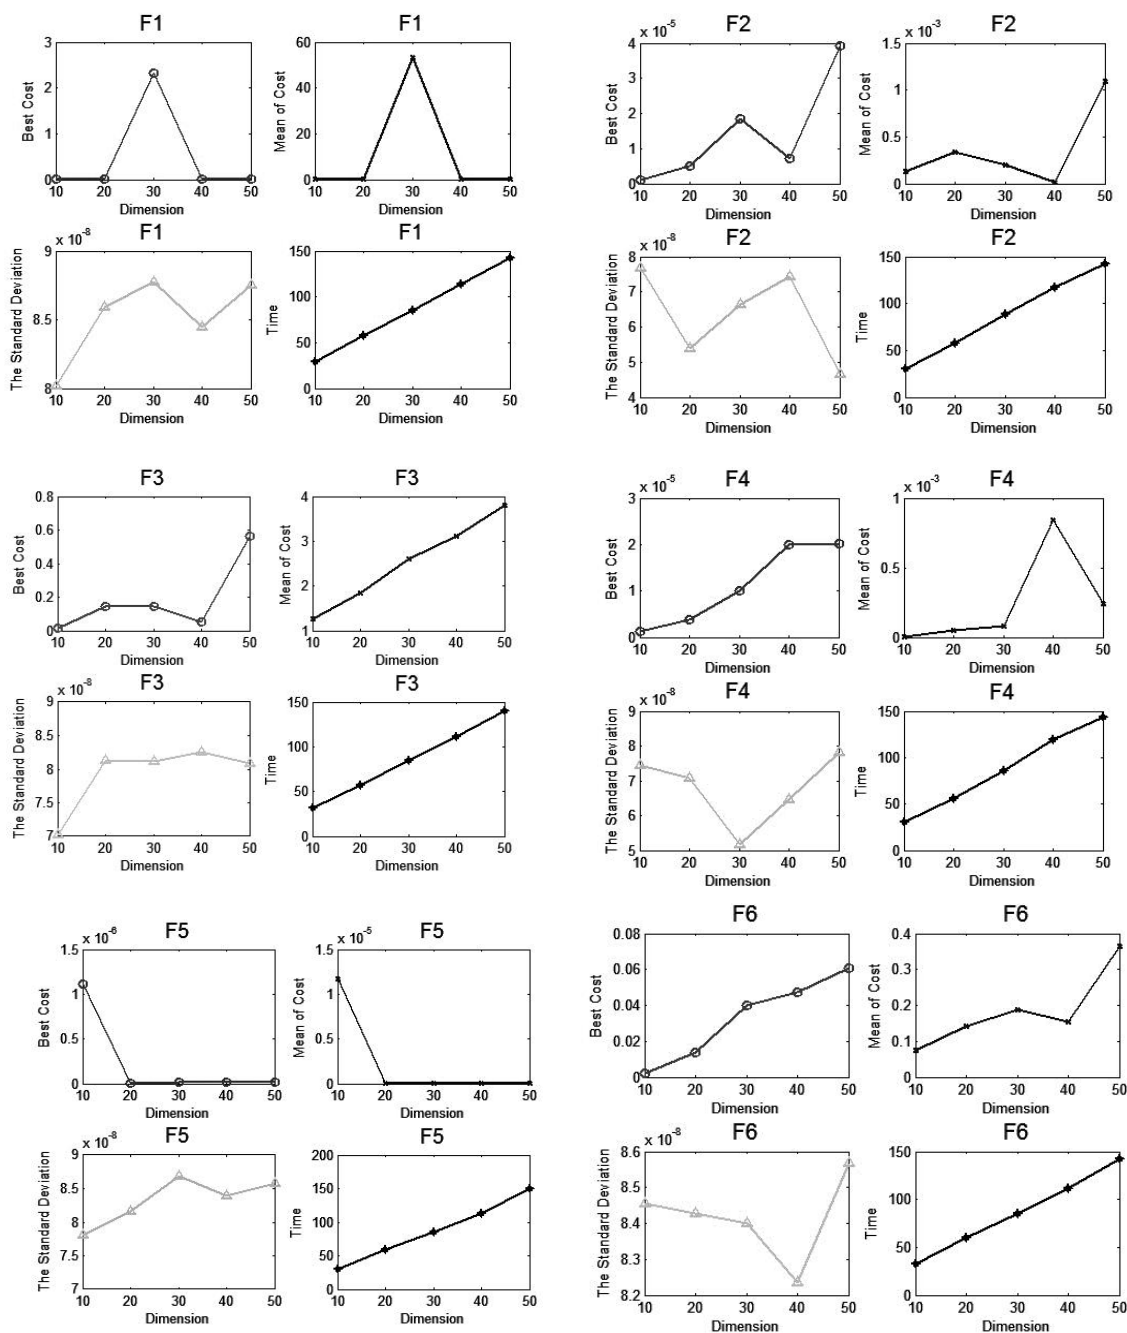 F1
3
2
1
0
Best Cost
10 20 30 40 50
Dimension
F1
60
40
20
0
Mean of Cost
10 20 30 40 50
Dimension
F1
x 10-8
9
8.5
8
The Standard Deviation
10 20 30 40 50
Dimension
F1
150
100
50
0
Time
10 20 30 40 50
Dimension
F2
x 10-5
4
2
0
Best Cost
10 20 30 40 50
Dimension
F2
x 10-3
1.5
1
0.5
0
Mean of Cost
10 20 30 40 50
Dimension
F2
x 10-8
8
7
6
5
4
The Standard Deviation
10 20 30 40 50
Dimension
F2
150
100
50
0
Time
10 20 30 40 50
Dimension
F3
0.8
0.6
0.4
0.2
0
Best Cost
10 20 30 40 50
Dimension
F3
4
3
2
1
Mean of Cost
10 20 30 40 50
Dimension
F3
x 10-8
9
8.5
8
7.5
7
The Standard Deviation
10 20 30 40 50
Dimension
F3
150
100
50
0
Time
10 20 30 40 50
Dimension
F4
x 10-5
3
2
1
0
Best Cost
10 20 30 40 50
Dimension
F4
x 10-3
1
0.5
0
Mean of Cost
10 20 30 40 50
Dimension
F4
x 10-8
9
8
7
6
5
The Standard Deviation
10 20 30 40 50
Dimension
F4
150
100
50
0
Time
10 20 30 40 50
Dimension
F5
x 10-6
1.5
1
0.5
0
Best Cost
10 20 30 40 50
Dimension
F5
x 10-5
1.5
1
0.5
0
Mean of Cost
10 20 30 40 50
Dimension
F5
x 10-8
9
8.5
8
7.5
7
The Standard Deviation
10 20 30 40 50
Dimension
F5
200
150
100
50
0
Time
10 20 30 40 50
Dimension
F6
0.08
0.06
0.04
0.02
0
Best Cost
10 20 30 40 50
Dimension
F6
0.4
0.3
0.2
0.1
0
Mean of Cost
10 20 30 40 50
Dimension
F6
x 10-8
8.6
8.5
8.4
8.3
8.2
The Standard Deviation
10 20 30 40 50
Dimension
F6
150
100
50
0
Time
10 20 30 40 50
Dimension